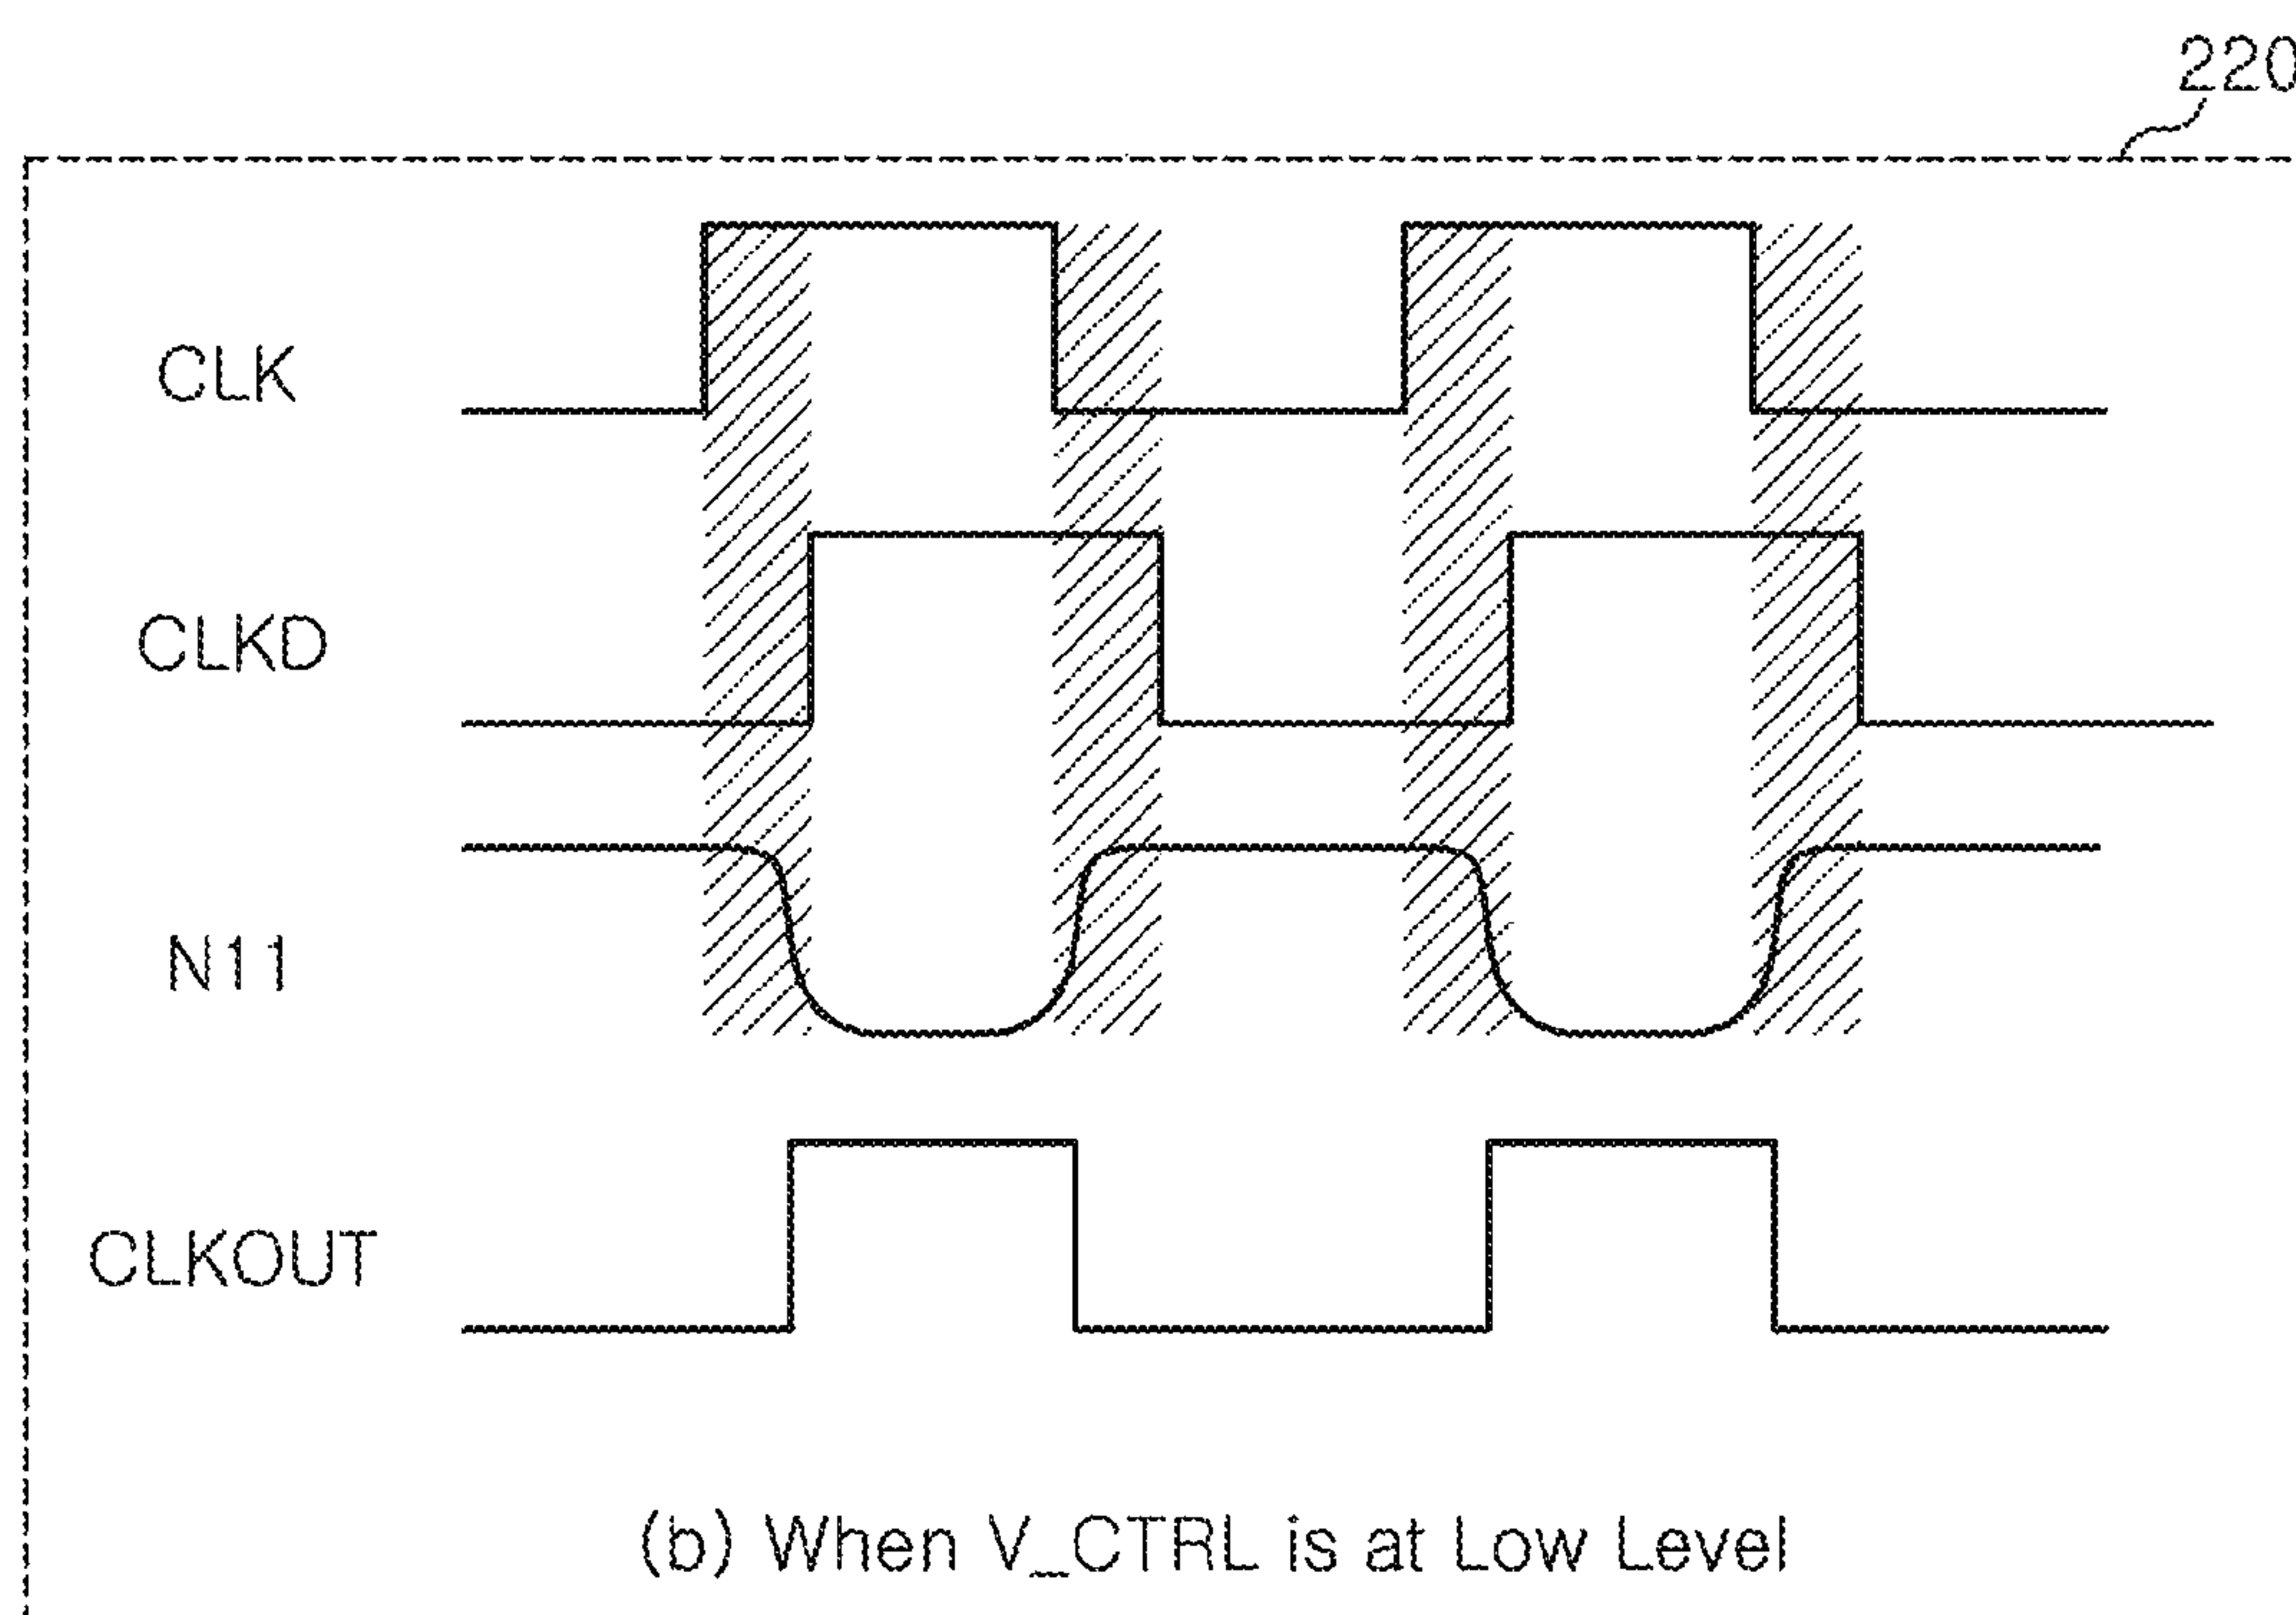 220
CLK
CLKD
N11
CLKOUT
(b) When V_CTRL is at Low Level